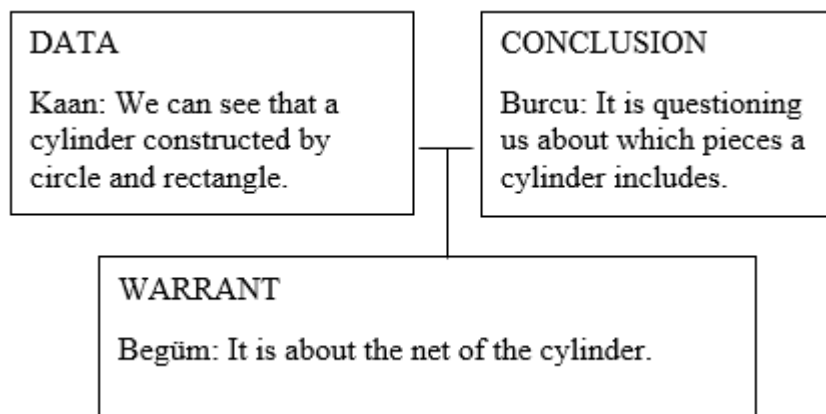 DATA
Kaan: We can see that a
cylinder constructed by
circle and rectangle.
CONCLUSION
Burcu: It is questioning
us about which pieces a
cylinder includes.
WARRANT
Begüm: It is about the net of the cylinder.